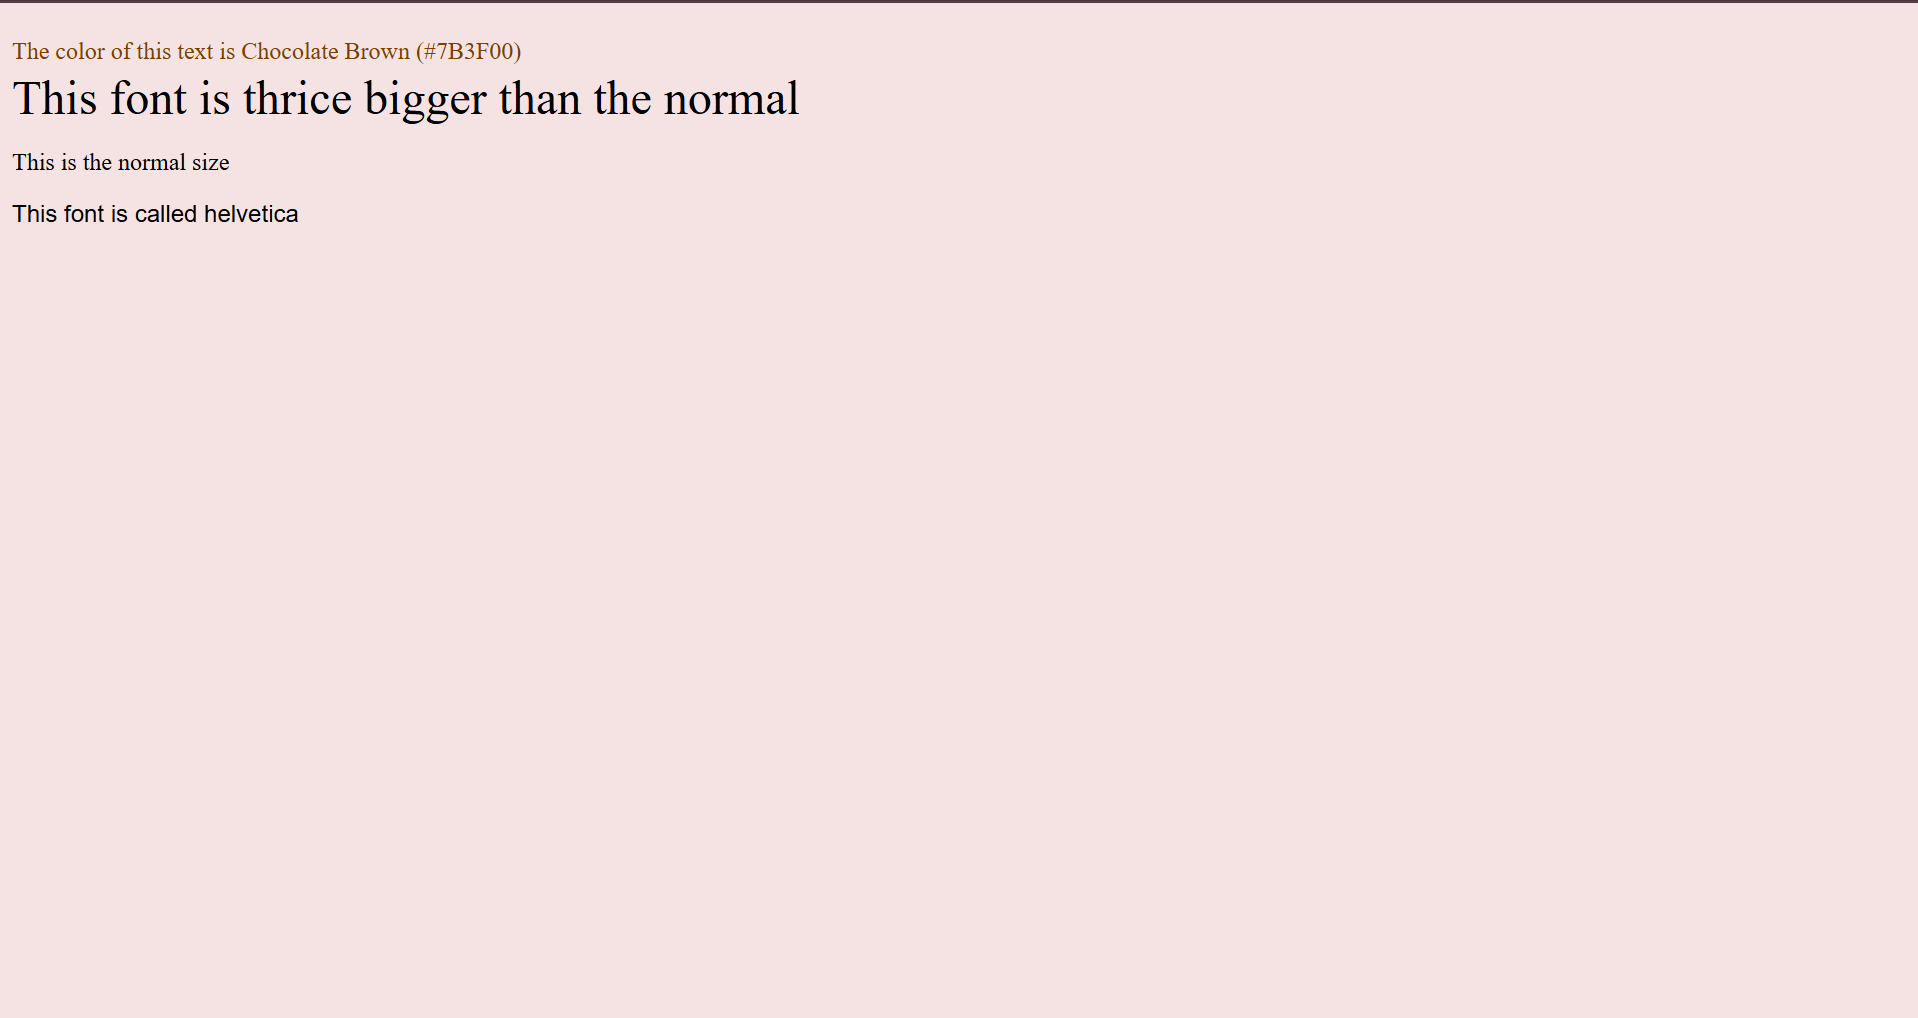 The color of this text is Chocolate Brown (#7B3F00)
This font is thrice bigger than the normal
This is the normal size
This font is called helvetica